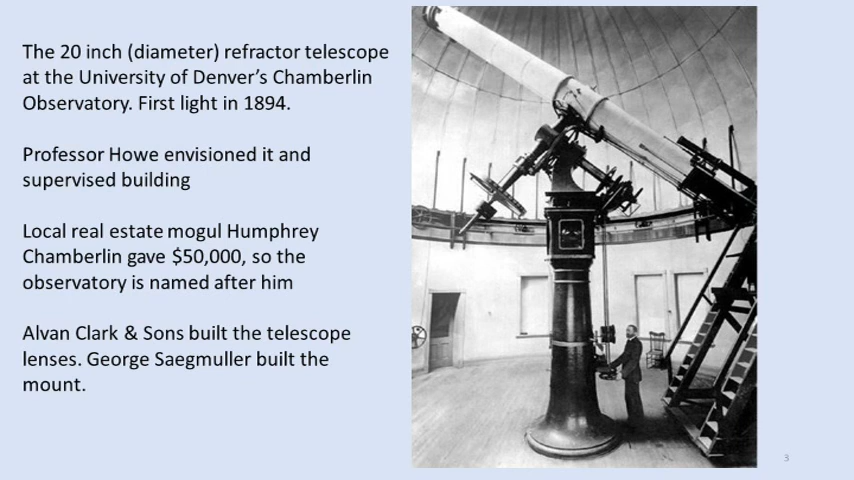 The 20 inch (diameter) refractor telescope
at the University of Denver's Chamberlin
Observatory. First light in 1894.
Professor Howe envisioned it and
supervised building
Local real estate mogul Humphrey
Chamberlin gave $50,000, so the
observatory is named after him
Alvan Clark & Sons built the telescope
lenses. George Saegmuller built the
mount.
3